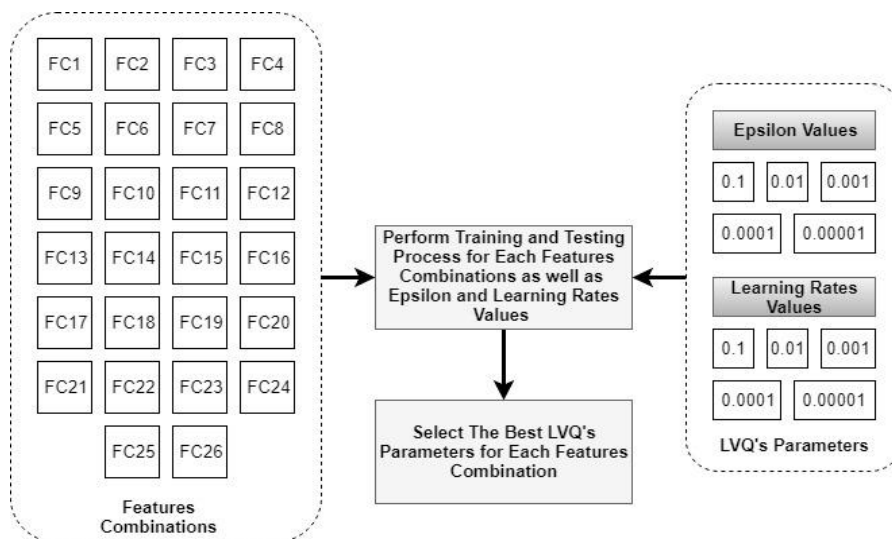 FC1 FC2 FC3 FC4
FC5 FC6 FC7 FC8
FC9 FC10 FC11 FC12
FC13 FC14 FC15 FC16
FC17 FC18 FC19 FC20
FC21 FC22 FC23 FC24
FC25 FC26
Features
Combinations
Perform Training and Testing
Process for Each Features
Combinations as well as
Epsilon and Learning Rates
Values
Select The Best LVQ's
Parameters for Each Features
Combination
Epsilon Values
0.1 0.01 0.001
0.0001 0.00001
Learning Rates
Values
0.1 0.01 0.001
0.0001 0.00001
LVQ's Parameters